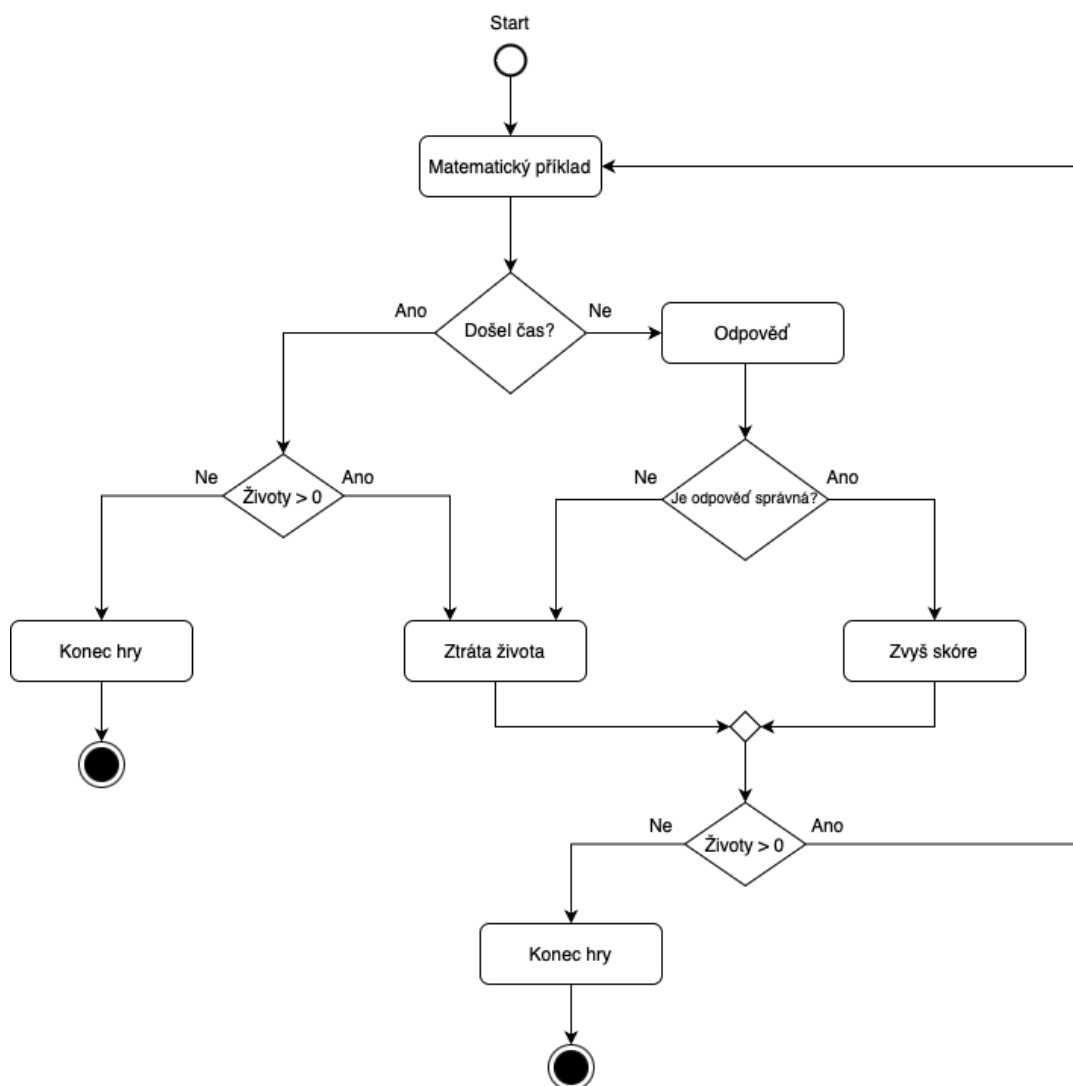 Start
Matematický příklad
Ano
Došel čas?
Ne
Odpověď
Ne
Životy > 0
Ano
Ne
Je odpověď správná?
Ano
Konec hry
Ztráta života
Zvyš skóre
Ne
Životy > 0
Ano
Konec hry